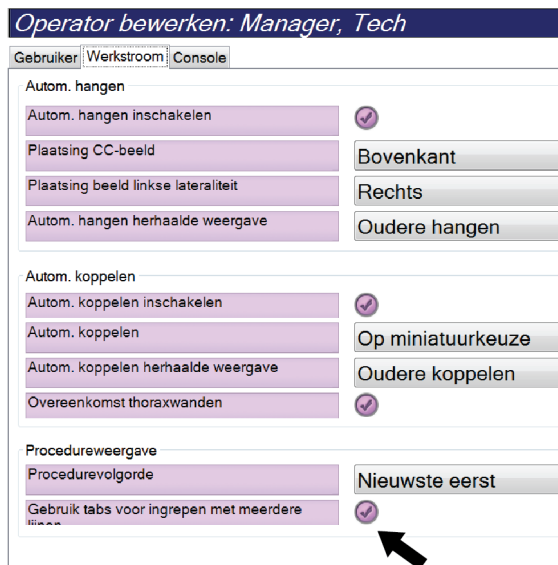 Operator bewerken: Manager, Tech
Gebruiker Werkstroom Console
Autom. hangen
Autom. hangen inschakelen
Plaatsing CC-beeld Bovenkant
Plaatsing beeld linkse lateraliteit Rechts
Autom. hangen herhaalde weergave Oudere hangen
Autom. koppelen
Autom. koppelen inschakelen
Autom. koppelen Op miniatuurkeuze
Autom. koppelen herhaalde weergave Oudere koppelen
Overeenkomst thoraxwanden
Procedureweergave
Procedurevolgorde Nieuwste eerst
Gebruik tabs voor ingrepen met meerdere